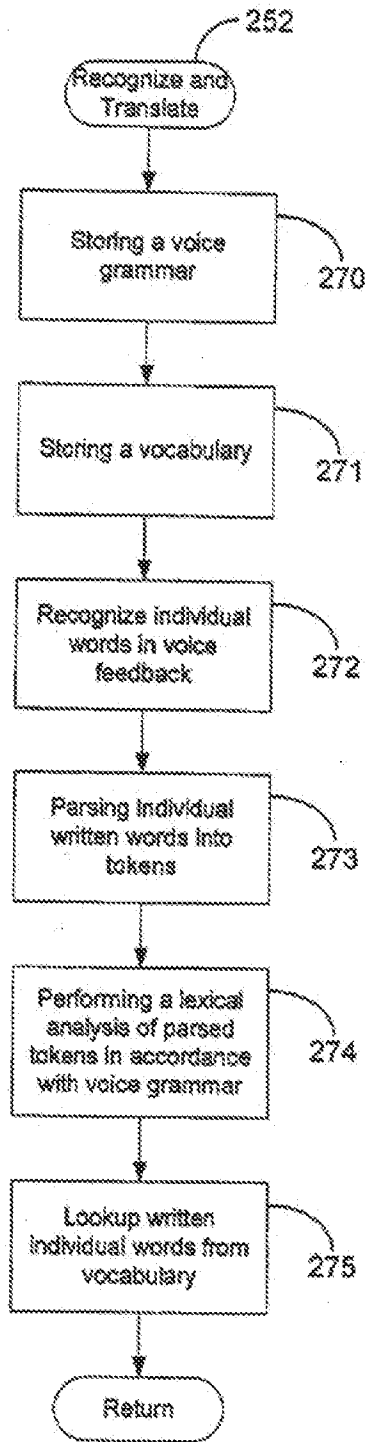 252
Recognize and
Translate
Storing a voice
grammar
270
Storing a vocabulary
271
Recognize individual
words in voice
feedback
272
Parsing individual
written words into
tokens
273
Performing a lexical
analysis of parsed
tokens in accordance
with voice grammar
274
Lookup written
individual words from
vocabulary
275
Return